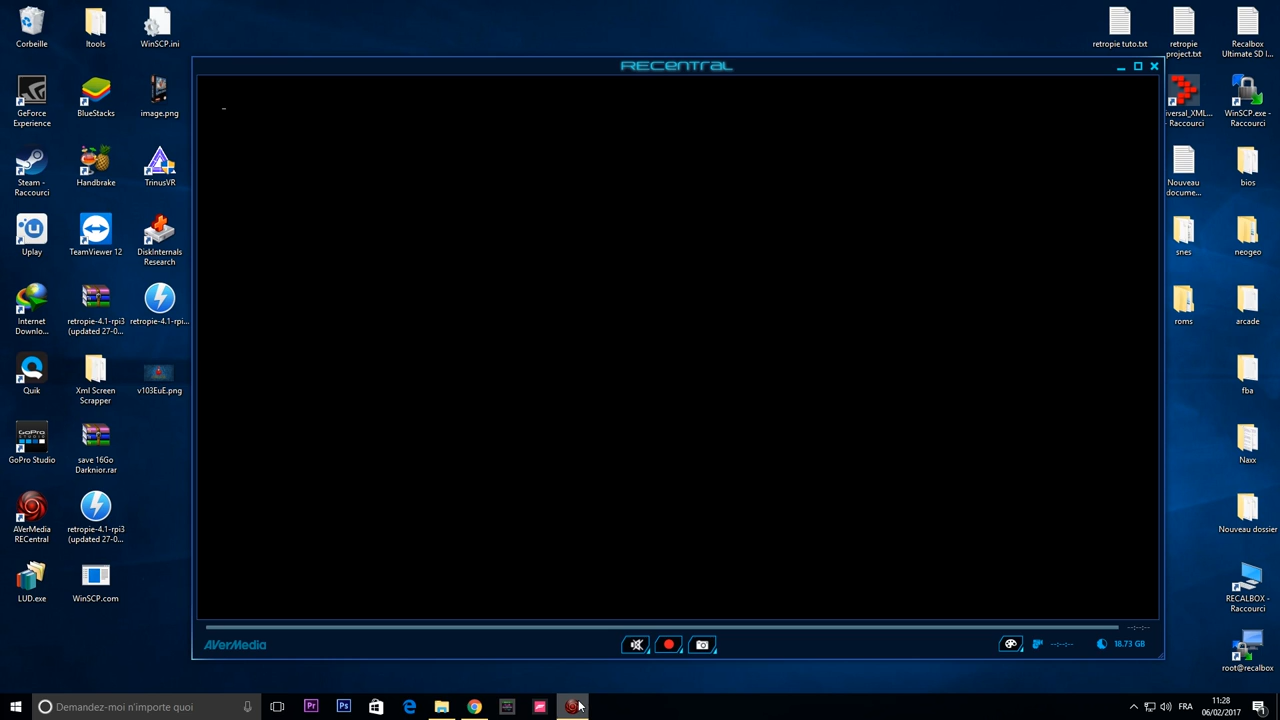 Corbeille
Itools
WinSCP.ini
GeForce
Experience
BlueStacks
image.png
Steam -
Raccourci
Handbrake
TrinusVR
Uplay
TeamViewer 12
DiskInternals
Research
Internet
Downlo...
retropie-4.1-rpi3
(updated 27-0...
retropie-4.1-rpi...
Quik
Xml Screen
Scrapper
v103EuE.png
GoPro Studio
save 16Go
Darknior.rar
AVerMedia
RECentral
retropie-4.1-rpi3
(updated 27-0...
LUD.exe
WinSCP.com
RECentral
_
AVerMedia
--:--:--
--:--:--
18.73 GB
retropie tuto.txt
retropie
project.txt
Recalbox
Ultimate SD I...
iversal_XML...
- Raccourci
WinSCP.exe -
Raccourci
Nouveau
docume...
bios
snes
neogeo
roms
arcade
fba
Naxx
Nouveau dossier
RECALBOX -
Raccourci
root@recalbox
Demandez-moi n'importe quoi
Pr
Ps
FRA
11:28
06/02/2017